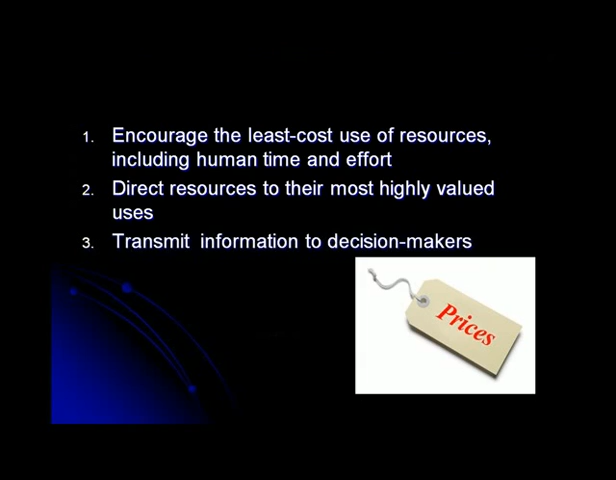 1. Encourage the least-cost use of resources,
including human time and effort
2. Direct resources to their most highly valued
uses
3. Transmit information to decision-makers
Prices